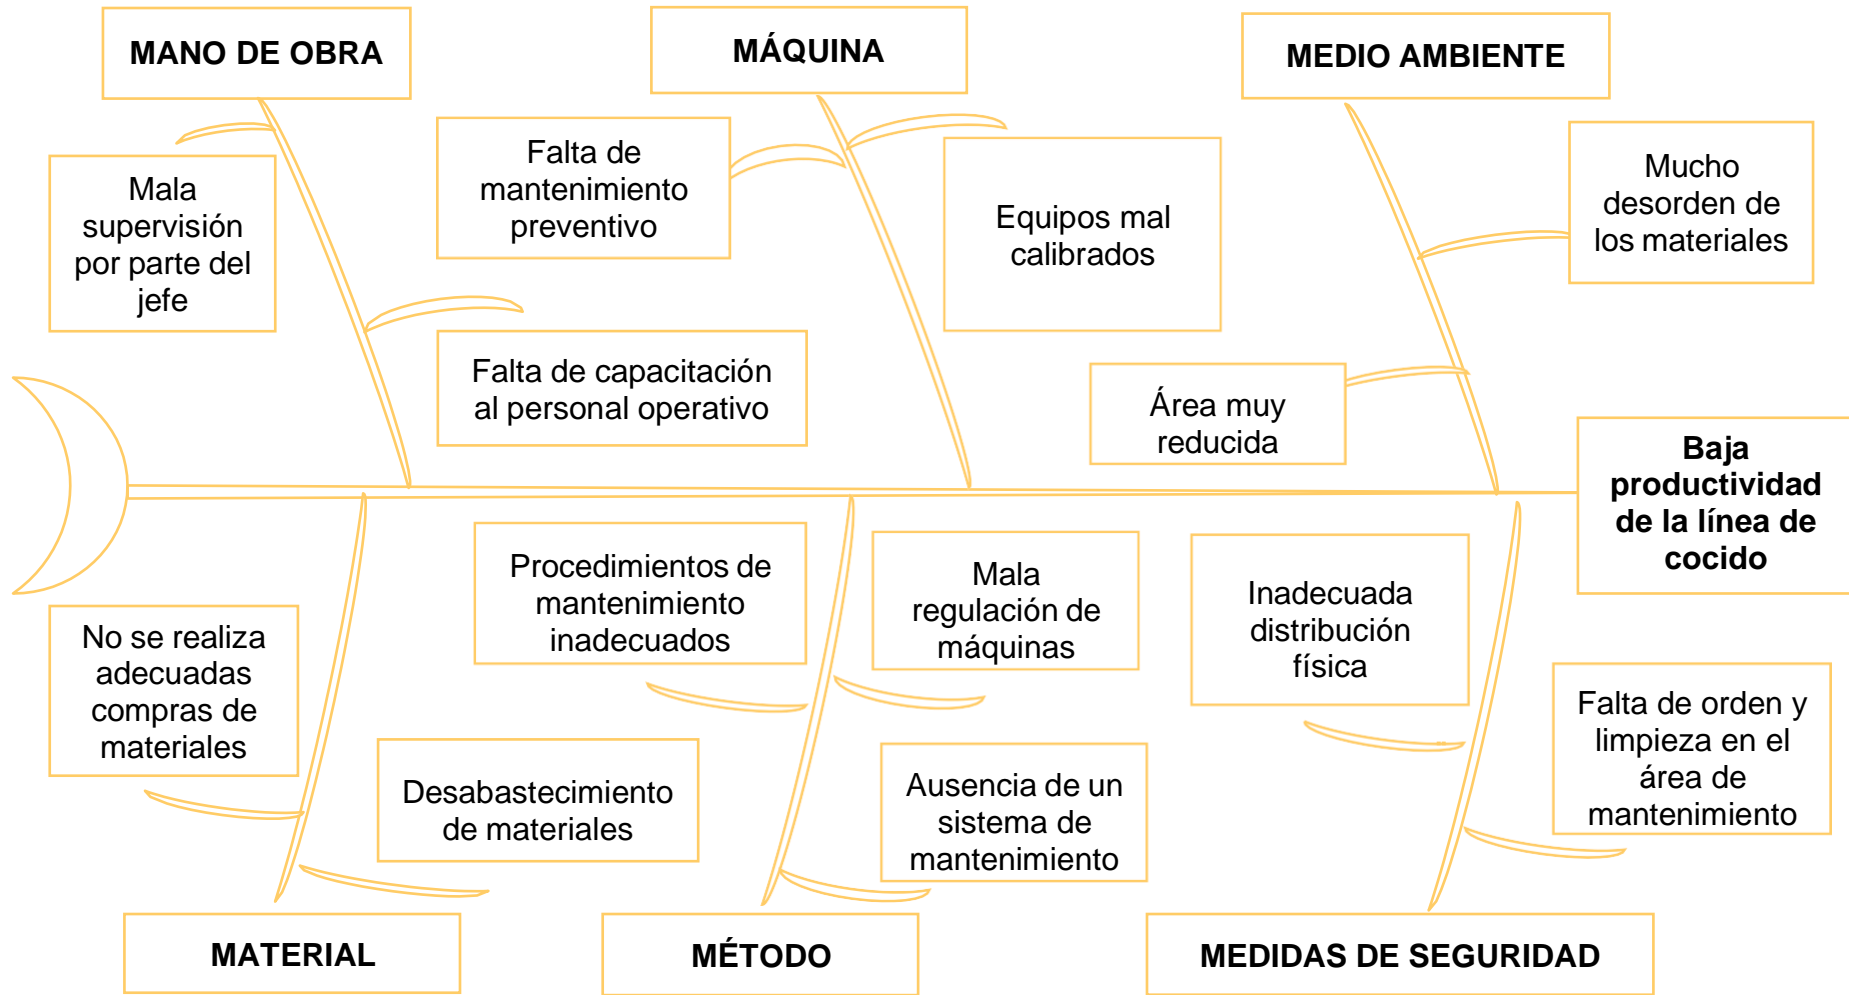 MANO DE OBRA
MÁQUINA
MEDIO AMBIENTE
Mala
supervisión
por parte del
jefe
Falta de
mantenimiento
preventivo
Equipos mal
calibrados
Mucho
desorden de
los materiales
Falta de capacitación
al personal operativo
Área muy
reducida
Baja
productividad
de la línea de
cocido
No se realiza
adecuadas
compras de
materiales
Procedimientos de
mantenimiento
inadecuados
Mala
regulación de
máquinas
Inadecuada
distribución
física
Falta de orden y
limpieza en el
área de
mantenimiento
Desabastecimiento
de materiales
Ausencia de un
sistema de
mantenimiento
MATERIAL
MÉTODO
MEDIDAS DE SEGURIDAD